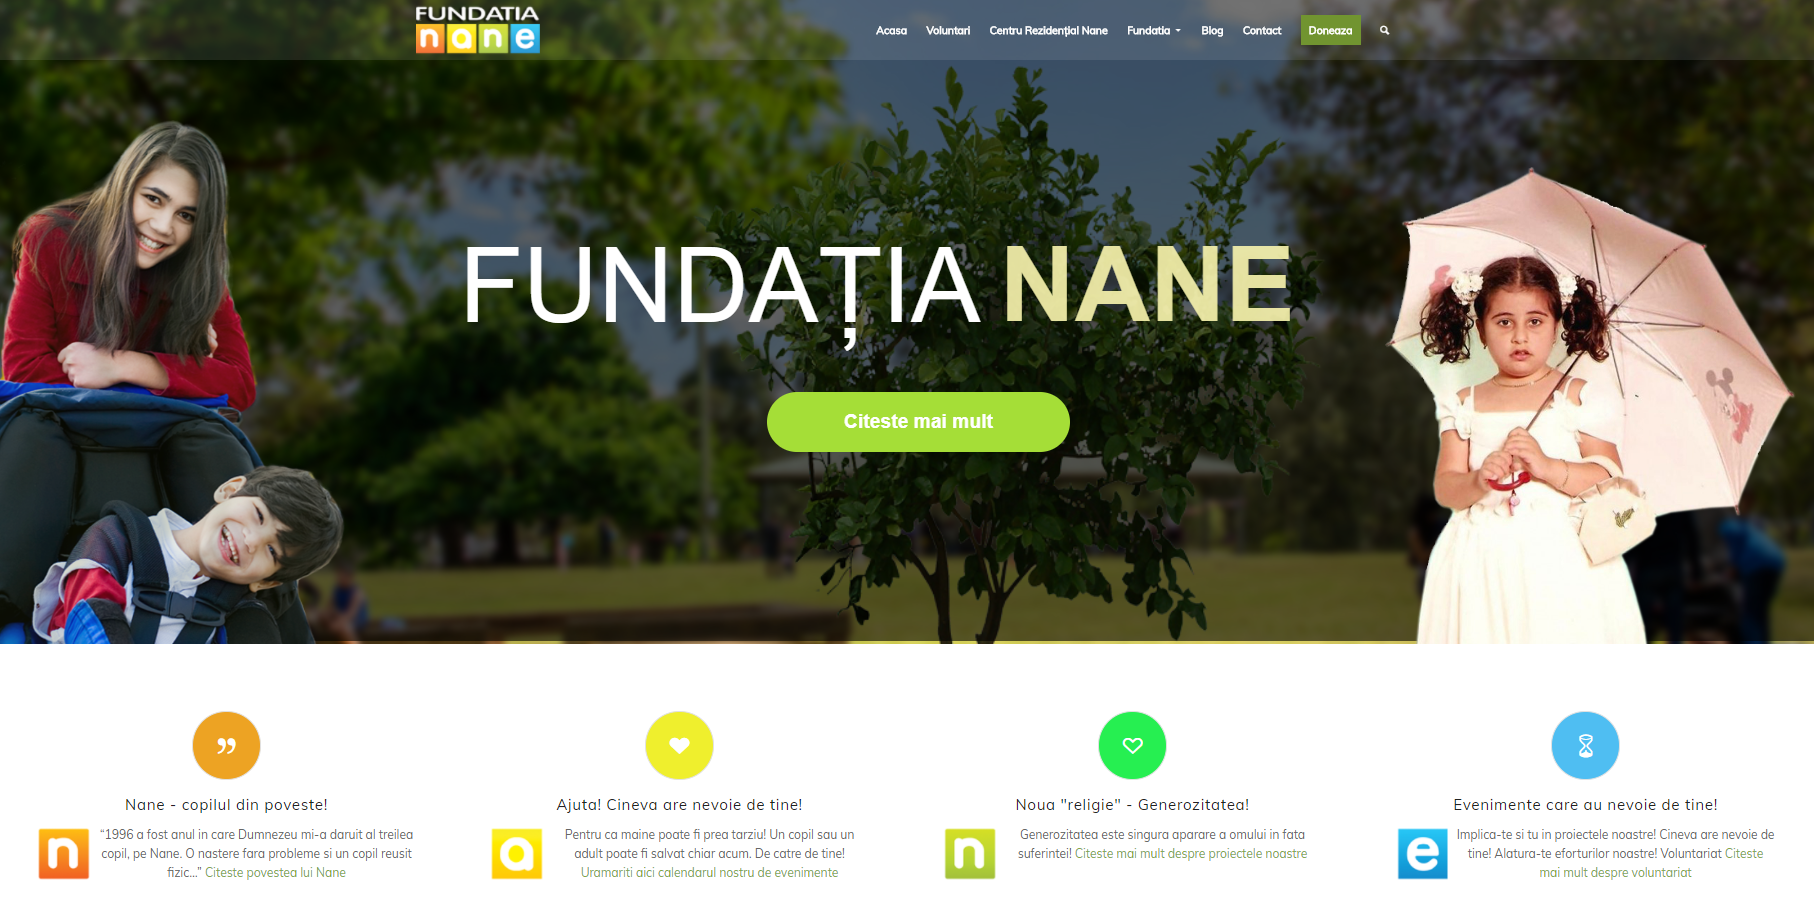 FUNDATIA
nane
Acasa Voluntari Centru Rezidențial Nane Fundatia Blog Contact Doneaza
FUNDAȚIA NANE
Citeste mai mult
Nane - copilul din poveste!
n
“1996 a fost anul in care Dumnezeu mi-a daruit al treilea
copil, pe Nane. O nastere fara probleme si un copil reusit
fizic...” Citeste povestea lui Nane
Ajuta! Cineva are nevoie de tine!
a
Pentru ca maine poate fi prea tarziu! Un copil sau un
adult poate fi salvat chiar acum. De catre de tine!
Uramariti aici calendarul nostru de evenimente
Noua "religie" - Generozitatea!
n
Generozitatea este singura aparare a omului in fata
suferintei! Citeste mai mult despre proiectele noastre
Evenimente care au nevoie de tine!
e
Implica-te si tu in proiectele noastre! Cineva are nevoie de
tine! Alatura-te eforturilor noastre! Voluntariat Citeste
mai mult despre voluntariat